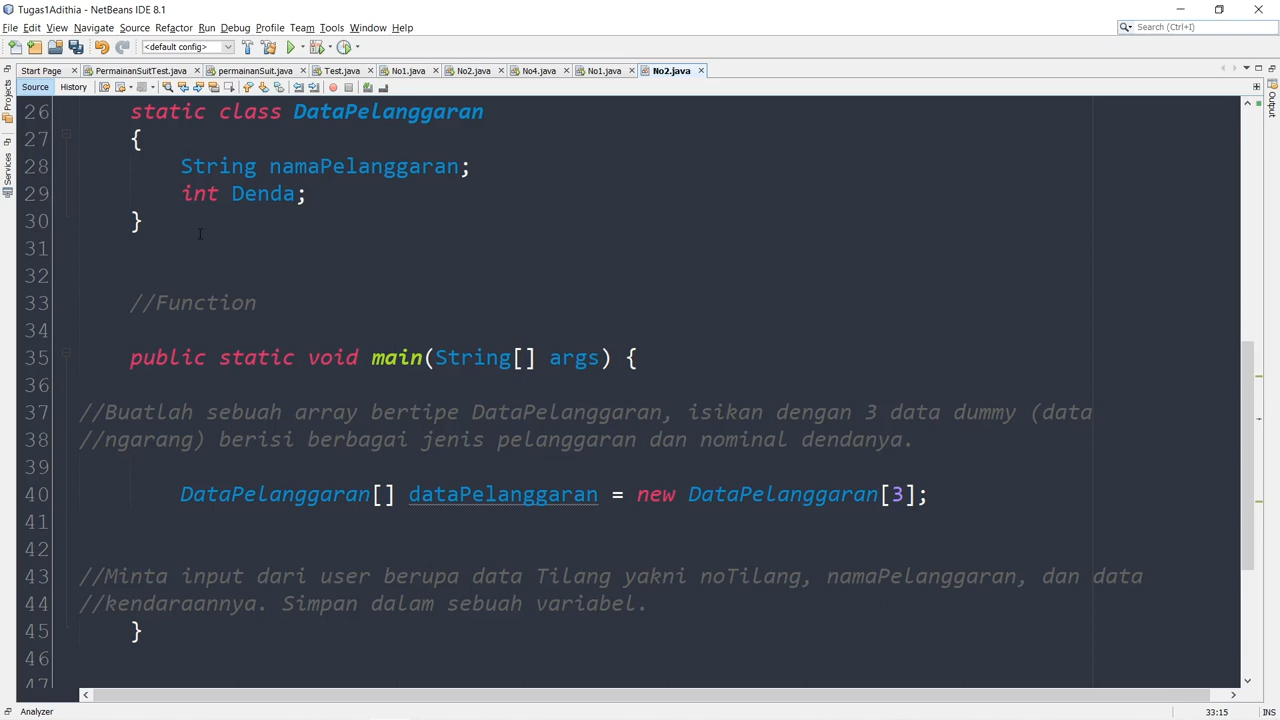 Tugas1Adithia - NetBeans IDE 8.1
File Edit View Navigate Source Refactor Run Debug Profile Team Tools Window Help
Search (Ctrl+I)
<default config>
Start Page PermainanSuitTest.java permainanSuit.java Test.java No1.java No2.java No4.java No1.java No2.java
Source History
Projects
Services
Output
26 static class DataPelanggaran
27 {
28 String namaPelanggaran;
29 int Denda;
30 }
31
32
33 //Function
34
35 public static void main(String[] args) {
36
37 //Buatlah sebuah array bertipe DataPelanggaran, isikan dengan 3 data dummy (data
38 //ngarang) berisi berbagai jenis pelanggaran dan nominal dendanya.
39
40 DataPelanggaran[] dataPelanggaran = new DataPelanggaran[3];
41
42
43 //Minta input dari user berupa data Tilang yakni noTilang, namaPelanggaran, dan data
44 //kendaraannya. Simpan dalam sebuah variabel.
45 }
46
47
Analyzer
33:15 INS